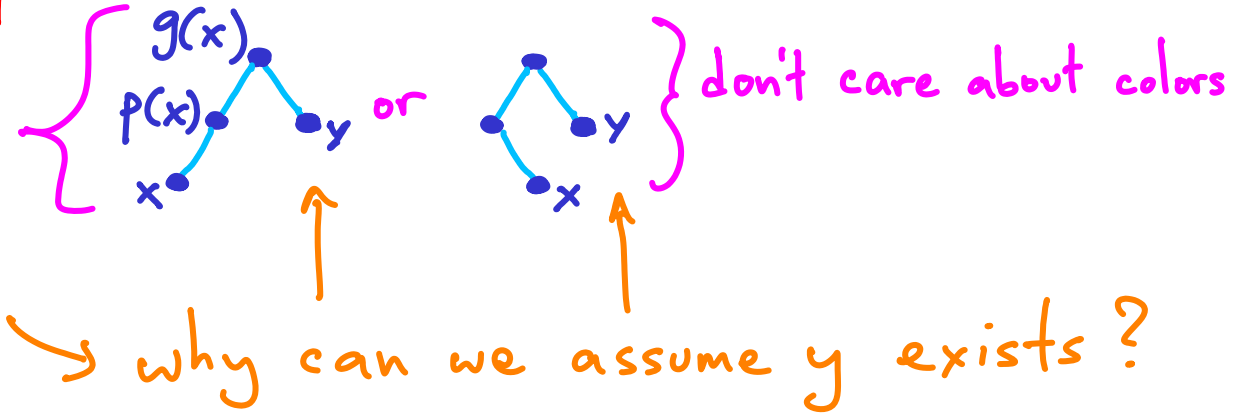 g(x)
p(x) or y don't care about colors
x y x
why can we assume y exists?